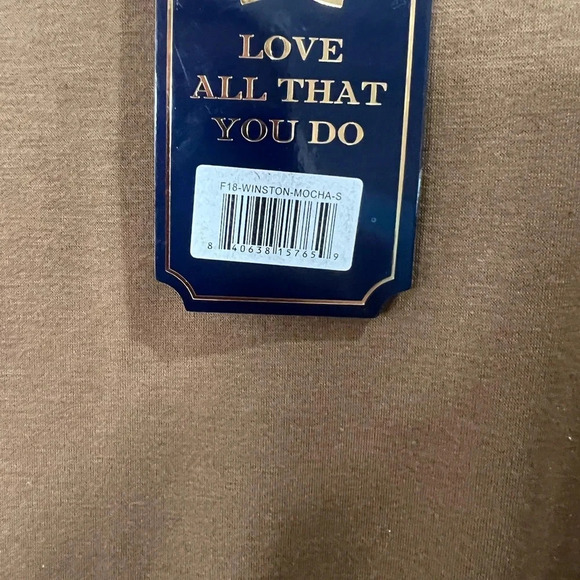 LOVE
ALL THAT
YOU DO
F18-WINSTON-MOCHA-S
8 40638 15765 9